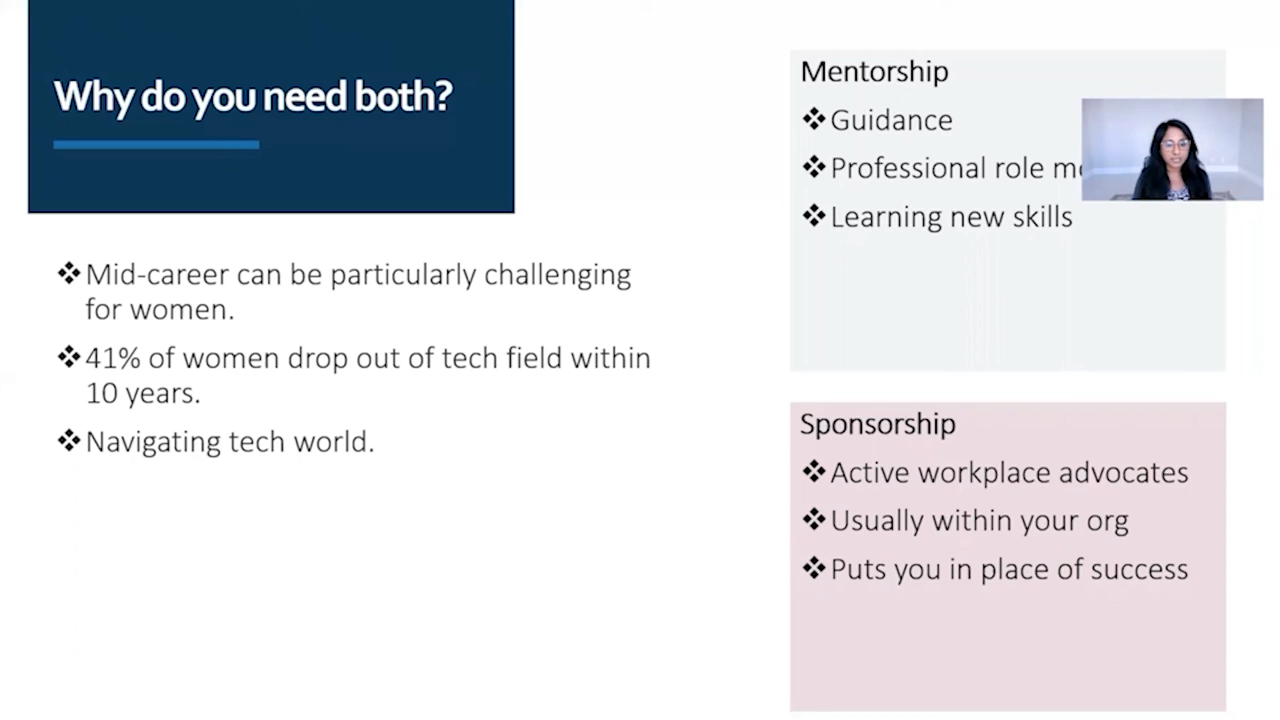 Why do you need both?
❖Mid-career can be particularly challenging
for women.
❖41% of women drop out of tech field within
10 years.
❖Navigating tech world.
Mentorship
❖Guidance
❖Professional role
❖Learning new skills
Sponsorship
❖Active workplace advocates
❖Usually within your org
❖Puts you in place of success